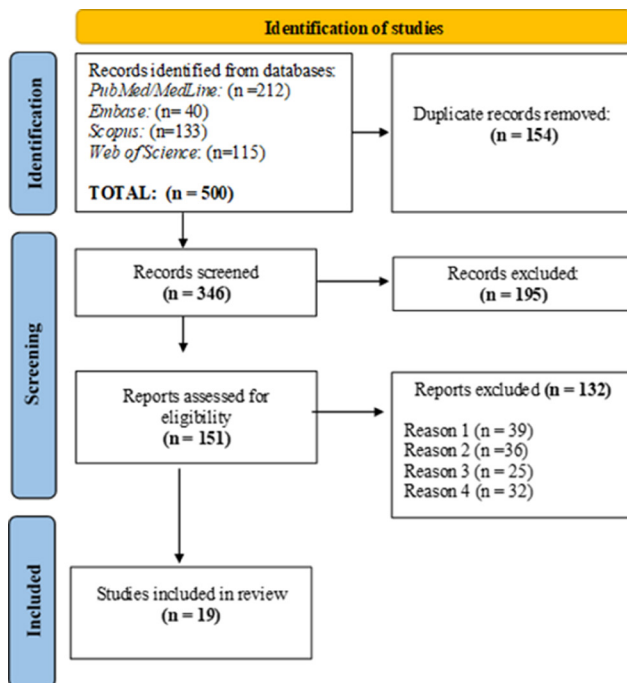 Identification of studies
Identification
Records identified from databases:
PubMed/MedLine: (n =212)
Embase: (n= 40)
Scopus: (n=133)
Web of Science: (n=115)
TOTAL: (n = 500)
Duplicate records removed:
(n = 154)
Screening
Records screened
(n = 346)
Records excluded:
(n = 195)
Reports assessed for
eligibility
(n = 151)
Reports excluded (n = 132)
Reason 1 (n = 39)
Reason 2 (n =36)
Reason 3 (n = 25)
Reason 4 (n = 32)
Included
Studies included in review
(n = 19)